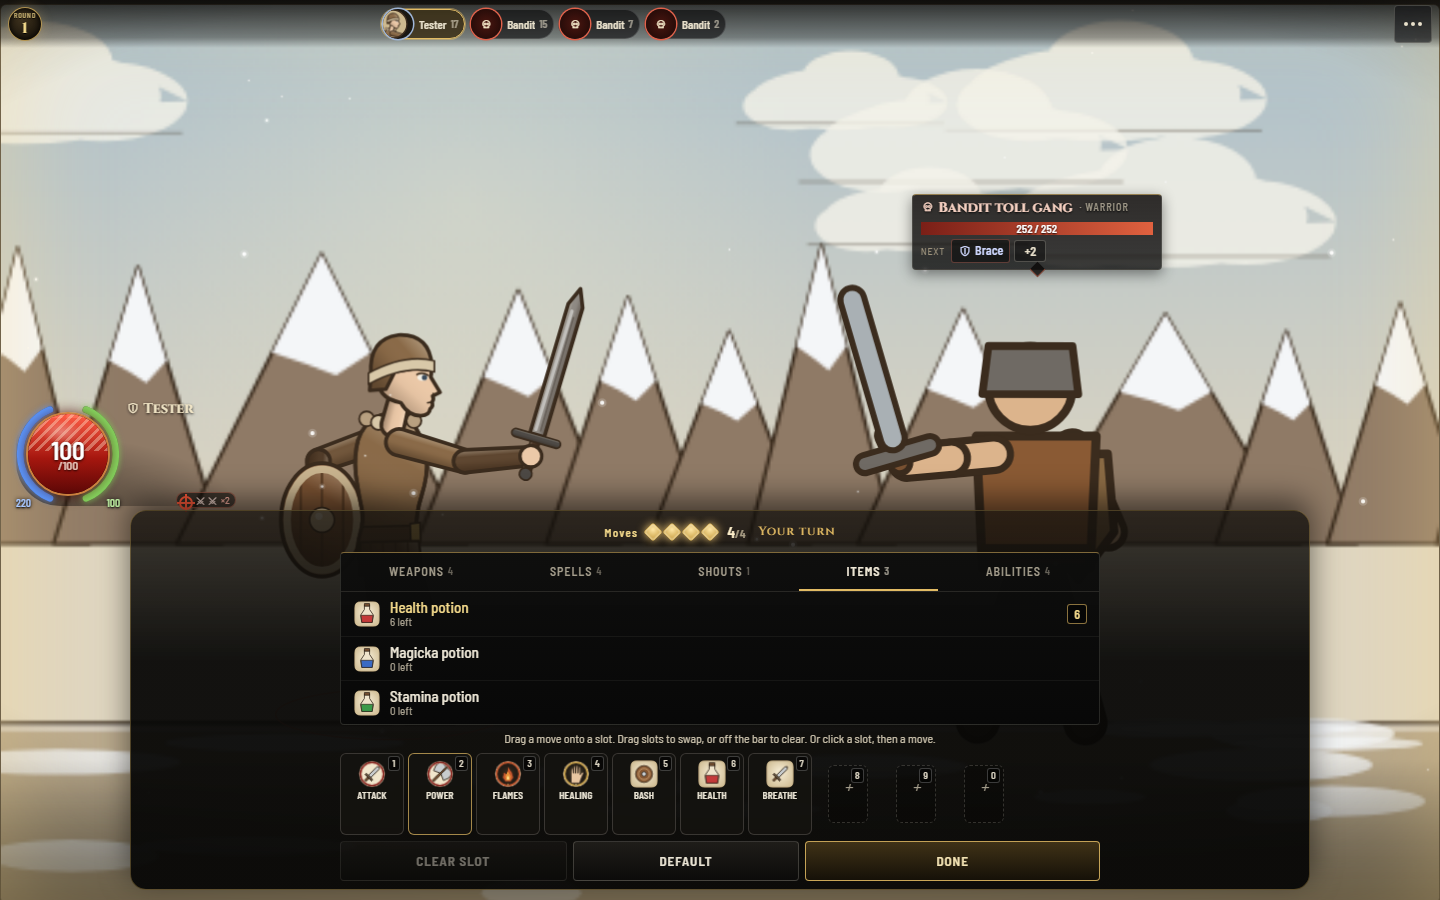 ROUND
1
Tester 17
Bandit 15
Bandit 7
Bandit 2
BANDIT TOLL GANG · WARRIOR
252 / 252
NEXT Brace +2
TESTER
100
/100
220
100
×2
Moves 4/4 YOUR TURN
WEAPONS 4
SPELLS 4
SHOUTS 1
ITEMS 3
ABILITIES 4
Health potion
6 left
6
Magicka potion
0 left
Stamina potion
0 left
Drag a move onto a slot. Drag slots to swap, or off the bar to clear. Or click a slot, then a move.
1 2 3 4 5 6 7 8 9 0
ATTACK POWER FLAMES HEALING BASH HEALTH BREATHE + + +
CLEAR SLOT
DEFAULT
DONE